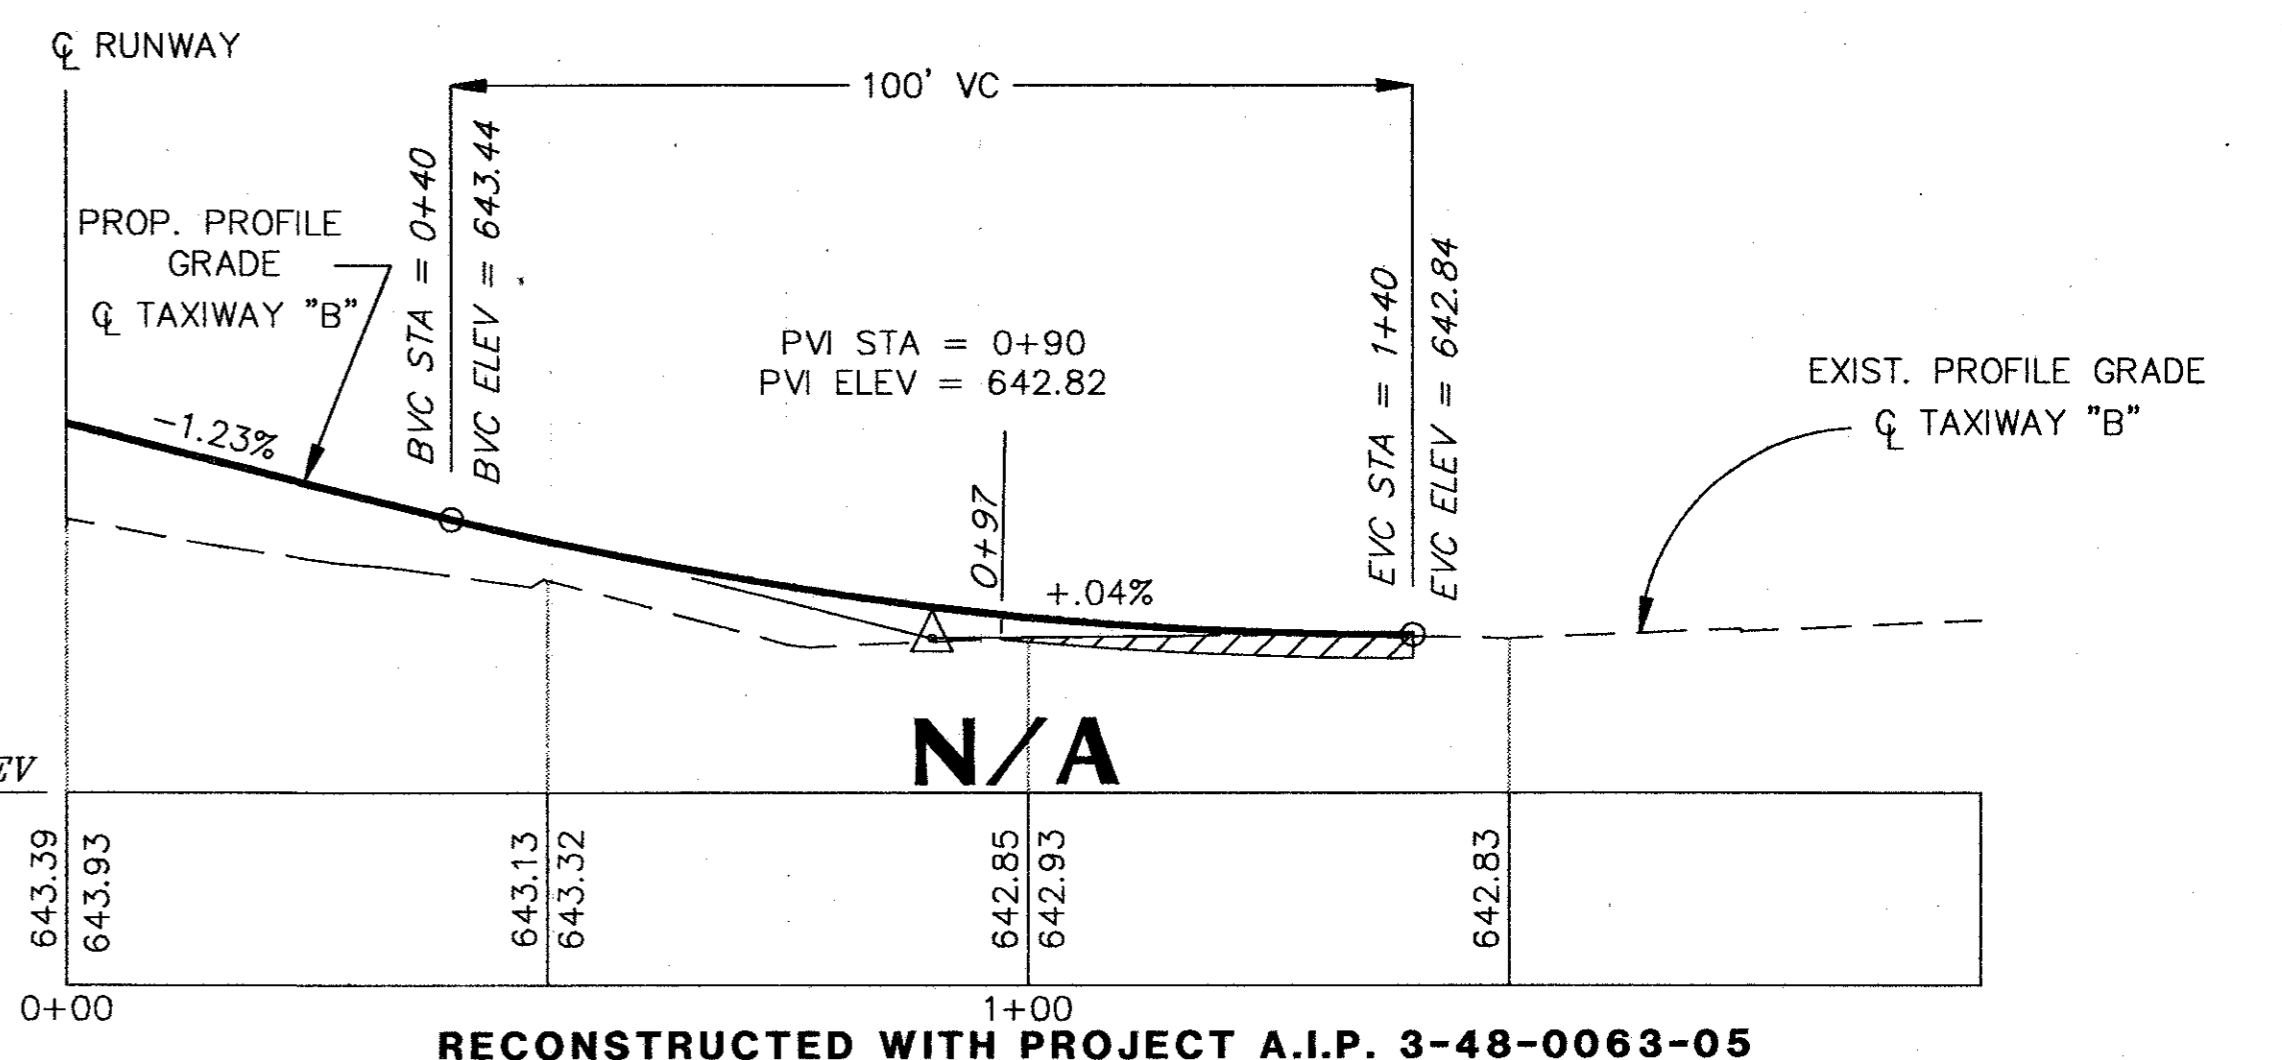 ℄ RUNWAY
100' VC
BVC STA = 0+40
BVC ELEV = 643.44
PROP. PROFILE
GRADE
℄ TAXIWAY "B"
-1.23%
PVI STA = 0+90
PVI ELEV = 642.82
0+97
+.04%
EVC STA = 1+40
EVC ELEV = 642.84
EXIST. PROFILE GRADE
℄ TAXIWAY "B"
N/A
643.39
643.93
643.13
643.32
642.85
642.93
642.83
0+00
1+00
RECONSTRUCTED WITH PROJECT A.I.P. 3-48-0063-05